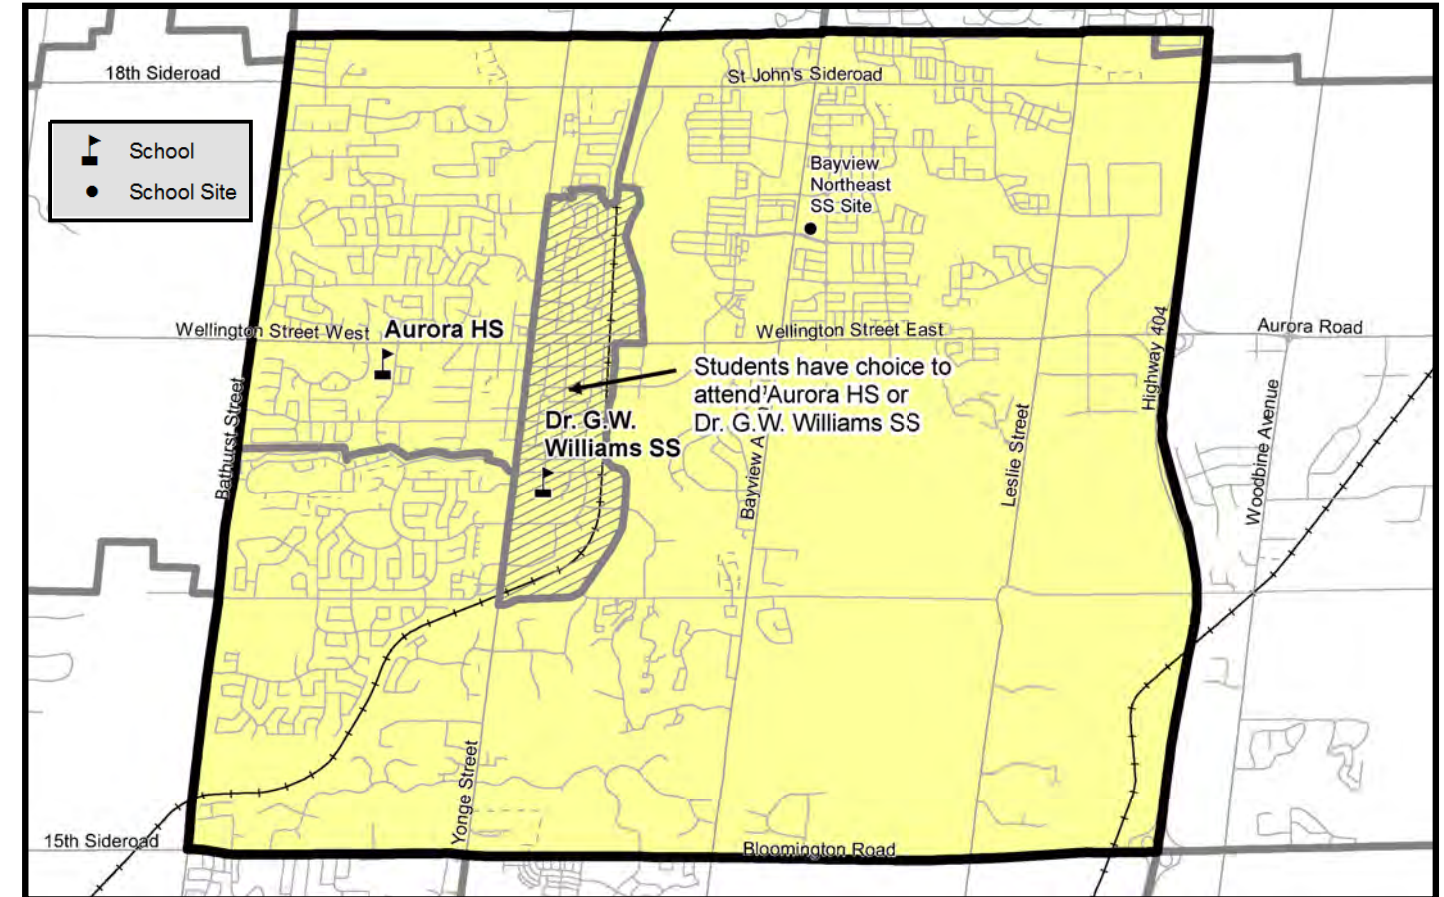 18th Sideroad
St John's Sideroad
School
School Site
Bayview
Northeast
SS Site
Wellington Street West
Aurora HS
Wellington Street East
Aurora Road
Highway 404
Students have choice to
attend Aurora HS or
Dr. G.W. Williams SS
Dr. G.W.
Williams SS
Bathurst Street
Bayview A
Leslie Street
Woodbine Avenue
Yonge Street
15th Sideroad
Bloomington Road